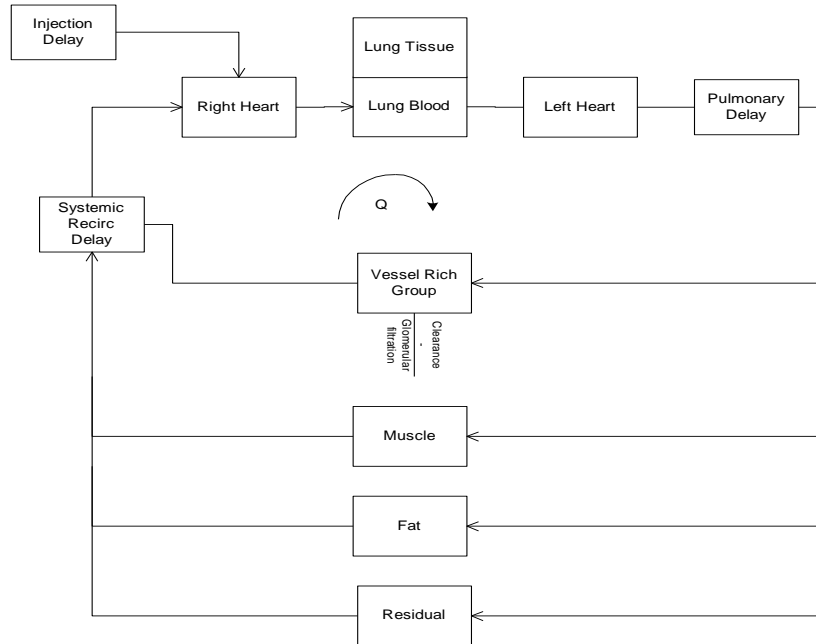 Injection
Delay
Lung Tissue
Right Heart
Lung Blood
Left Heart
Pulmonary
Delay
Systemic
Recirc
Delay
Q
Vessel Rich
Group
Clearance
-
Glomerular
filtration
Muscle
Fat
Residual